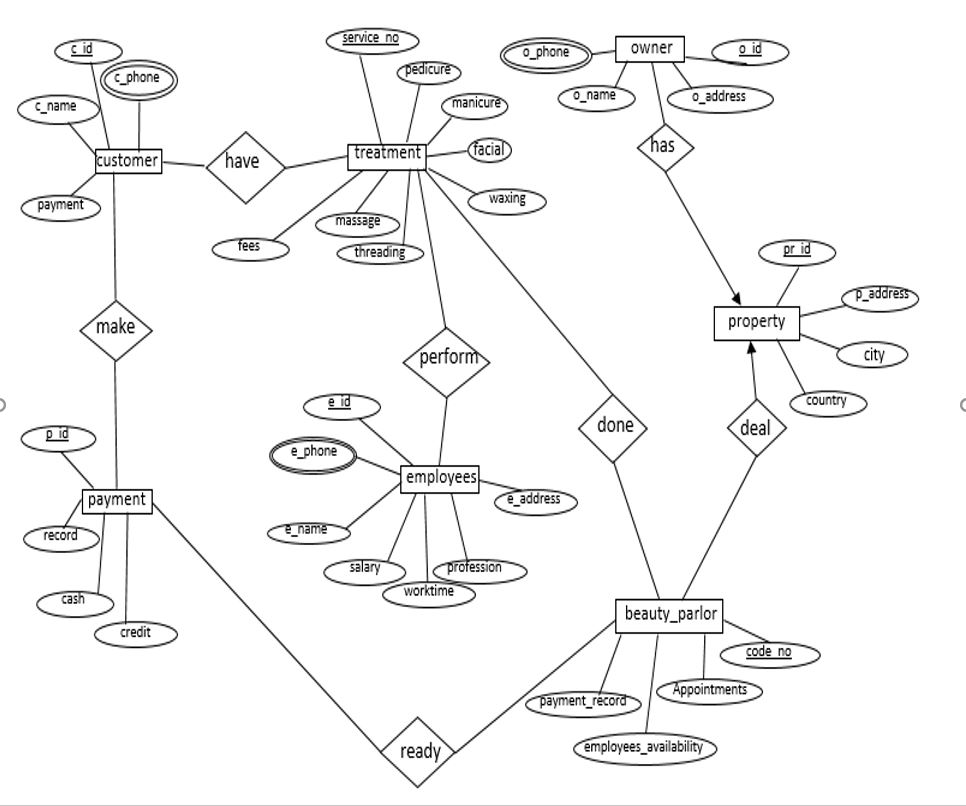 service_no
owner
o_phone
o_id
c_id
c_phone
pedicure
c_name
manicure
o_name
o_address
customer
have
treatment
facial
has
payment
waxing
massage
fees
threading
pr_id
p_address
make
perform
property
city
e_id
country
p_id
e_phone
done
deal
payment
employees
e_address
record
e_name
salary
profession
worktime
cash
credit
beauty_parlor
code_no
payment_record
Appointments
ready
employees_availability